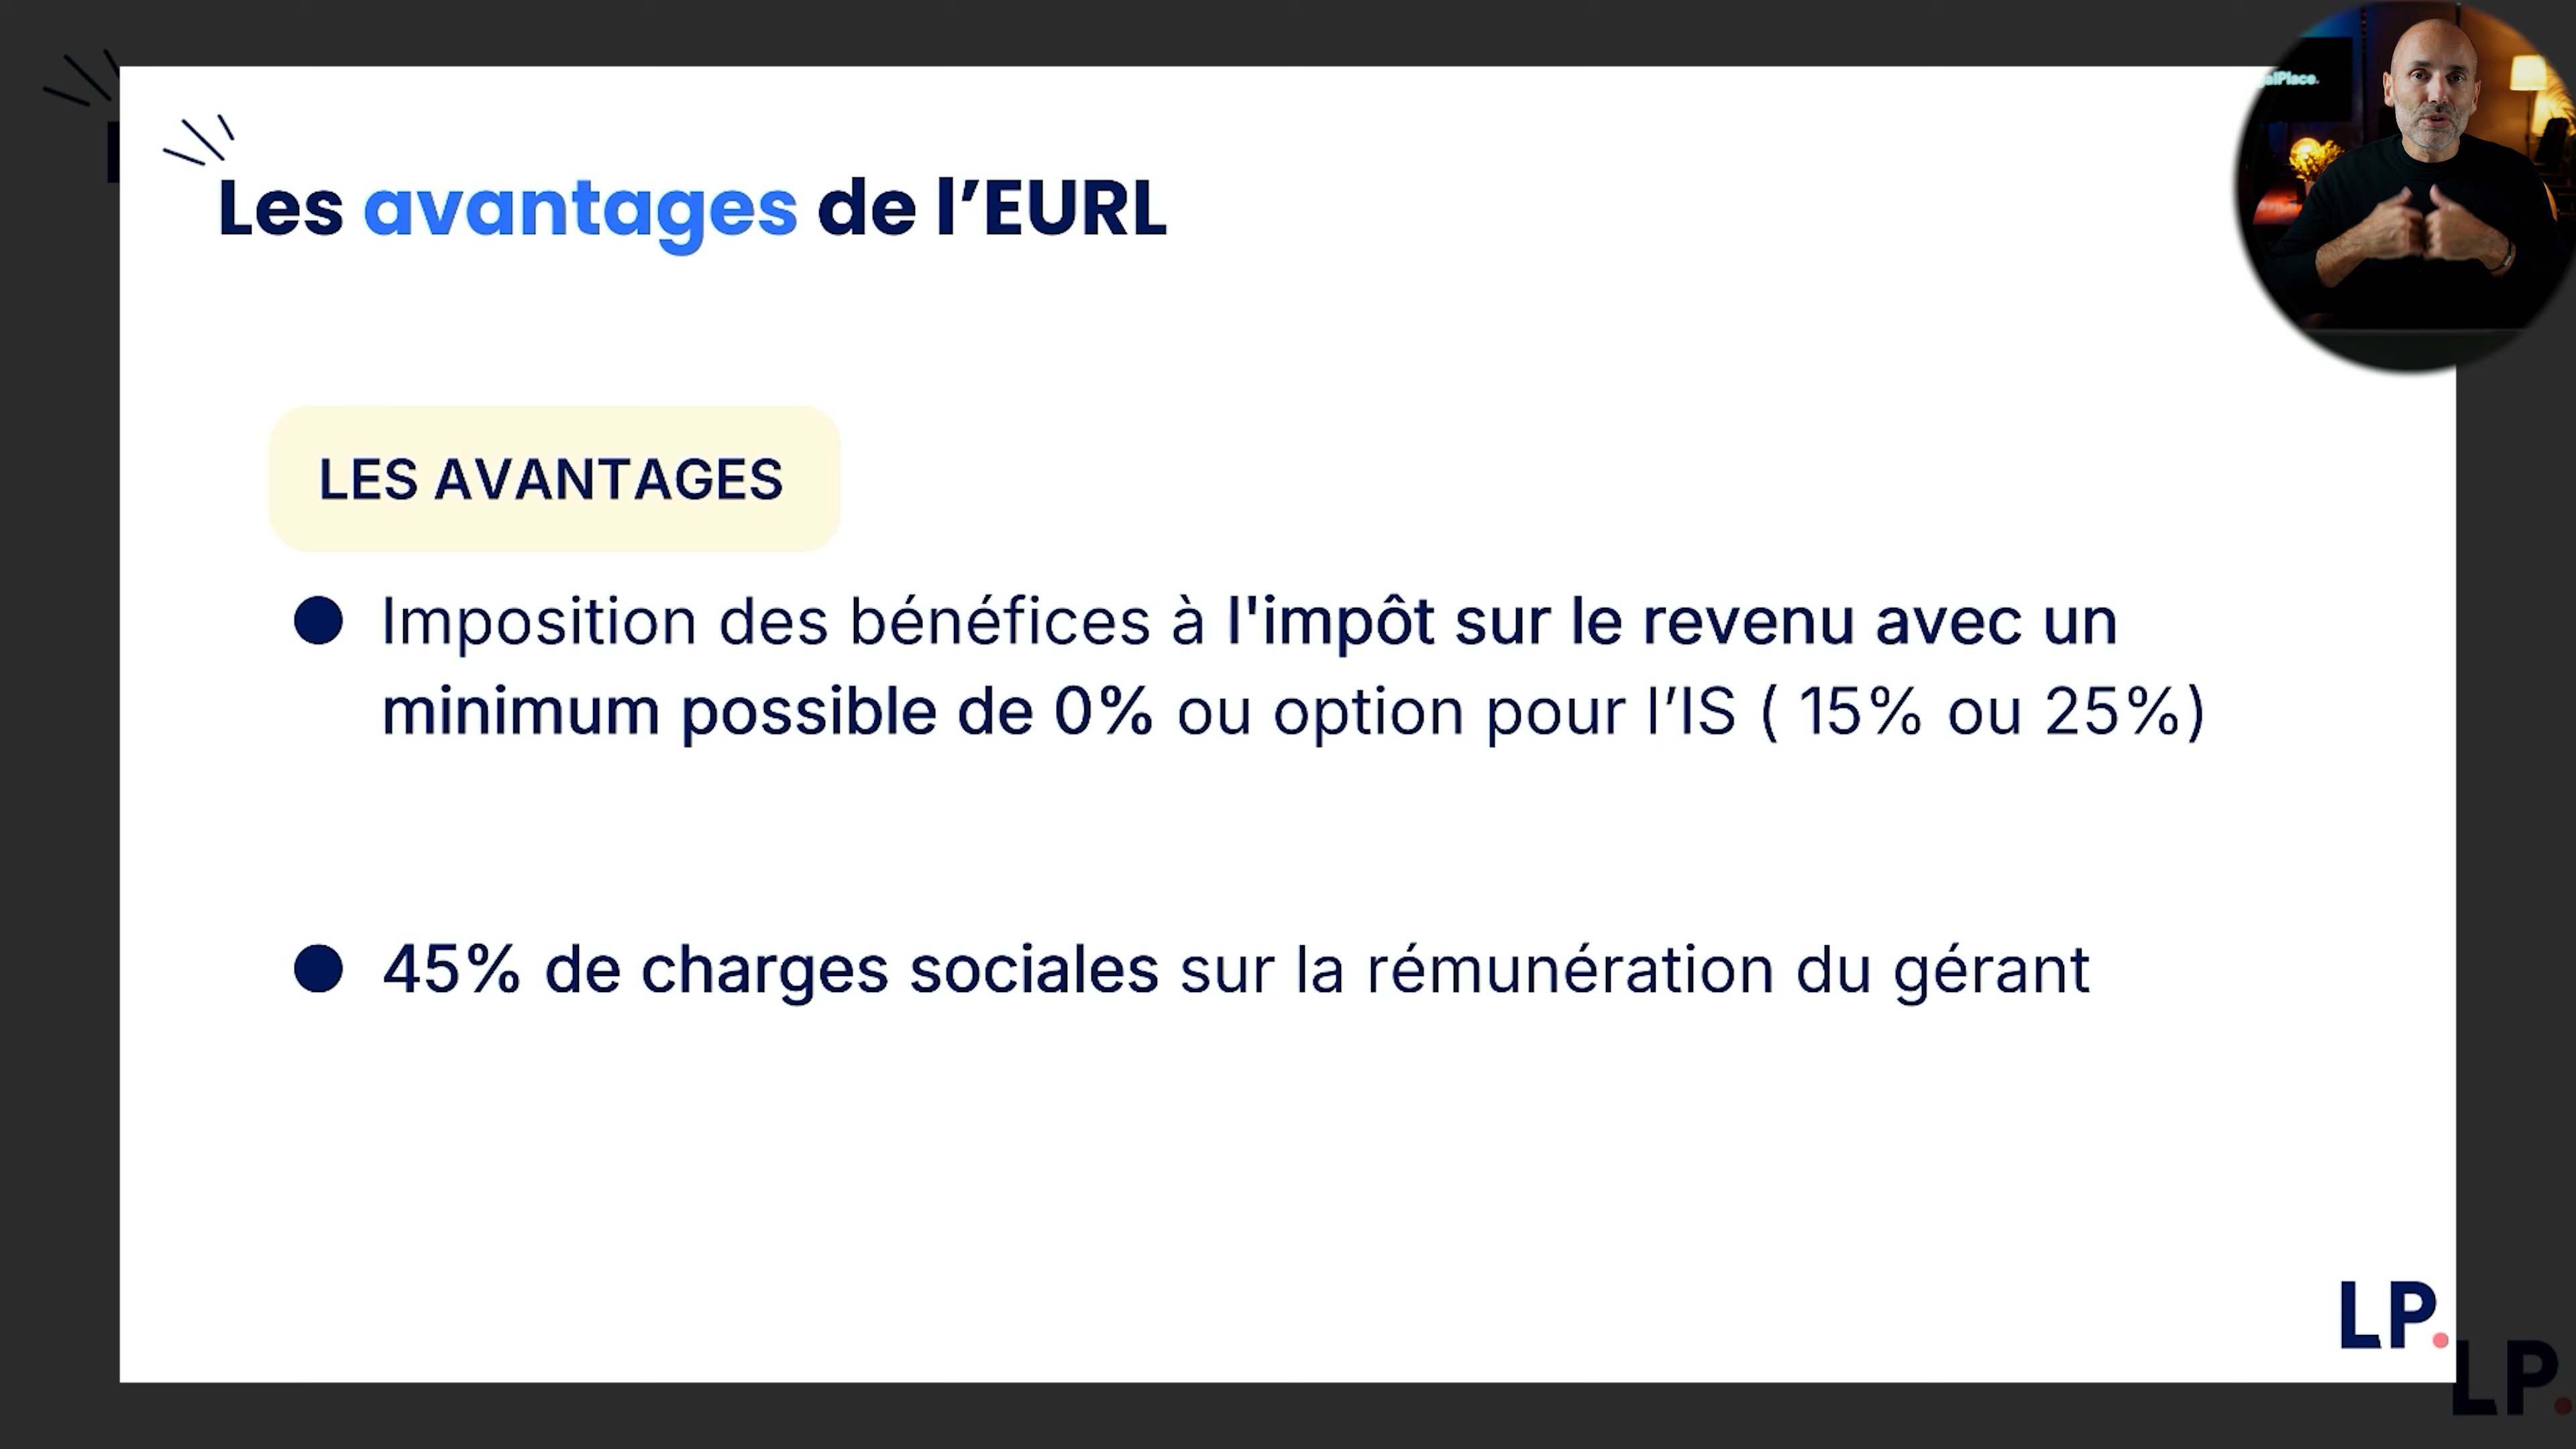 alPlace.
Les avantages de l’EURL
LES AVANTAGES
Imposition des bénéfices à l'impôt sur le revenu avec un
minimum possible de 0% ou option pour l’IS ( 15% ou 25%)
45% de charges sociales sur la rémunération du gérant
LP.
LP.